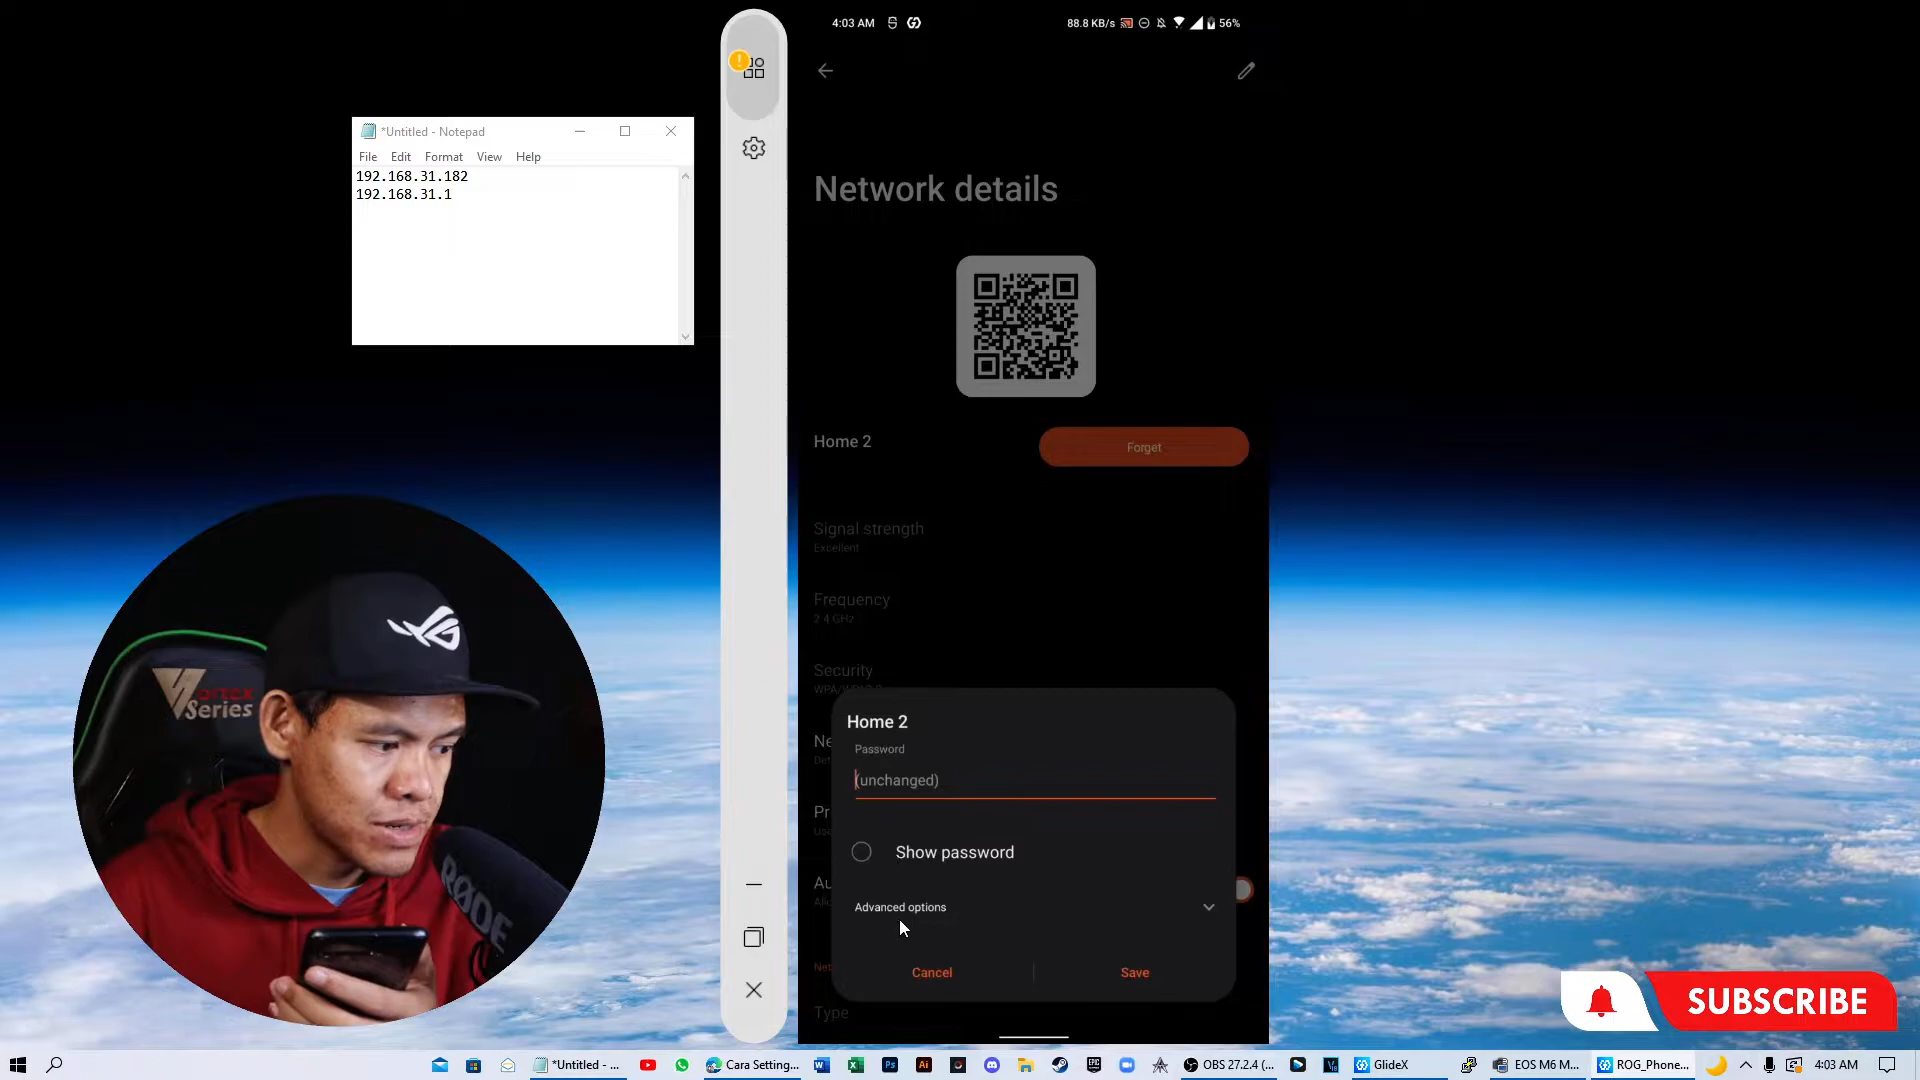 *Untitled - Notepad
File Edit Format View Help
192.168.31.182
192.168.31.1
4:03 AM
88.8 KB/s
56%
Network details
Home 2
Forget
Signal strength
Excellent
Frequency
2.4 GHz
Security
Home 2
Password
(unchanged)
Show password
Advanced options
Cancel
Save
Type
Vortex
Series
RØDE
SUBSCRIBE
*Untitled - ...
Cara Setting...
OBS 27.2.4 (...
GlideX
EOS M6 M...
ROG_Phone...
4:03 AM